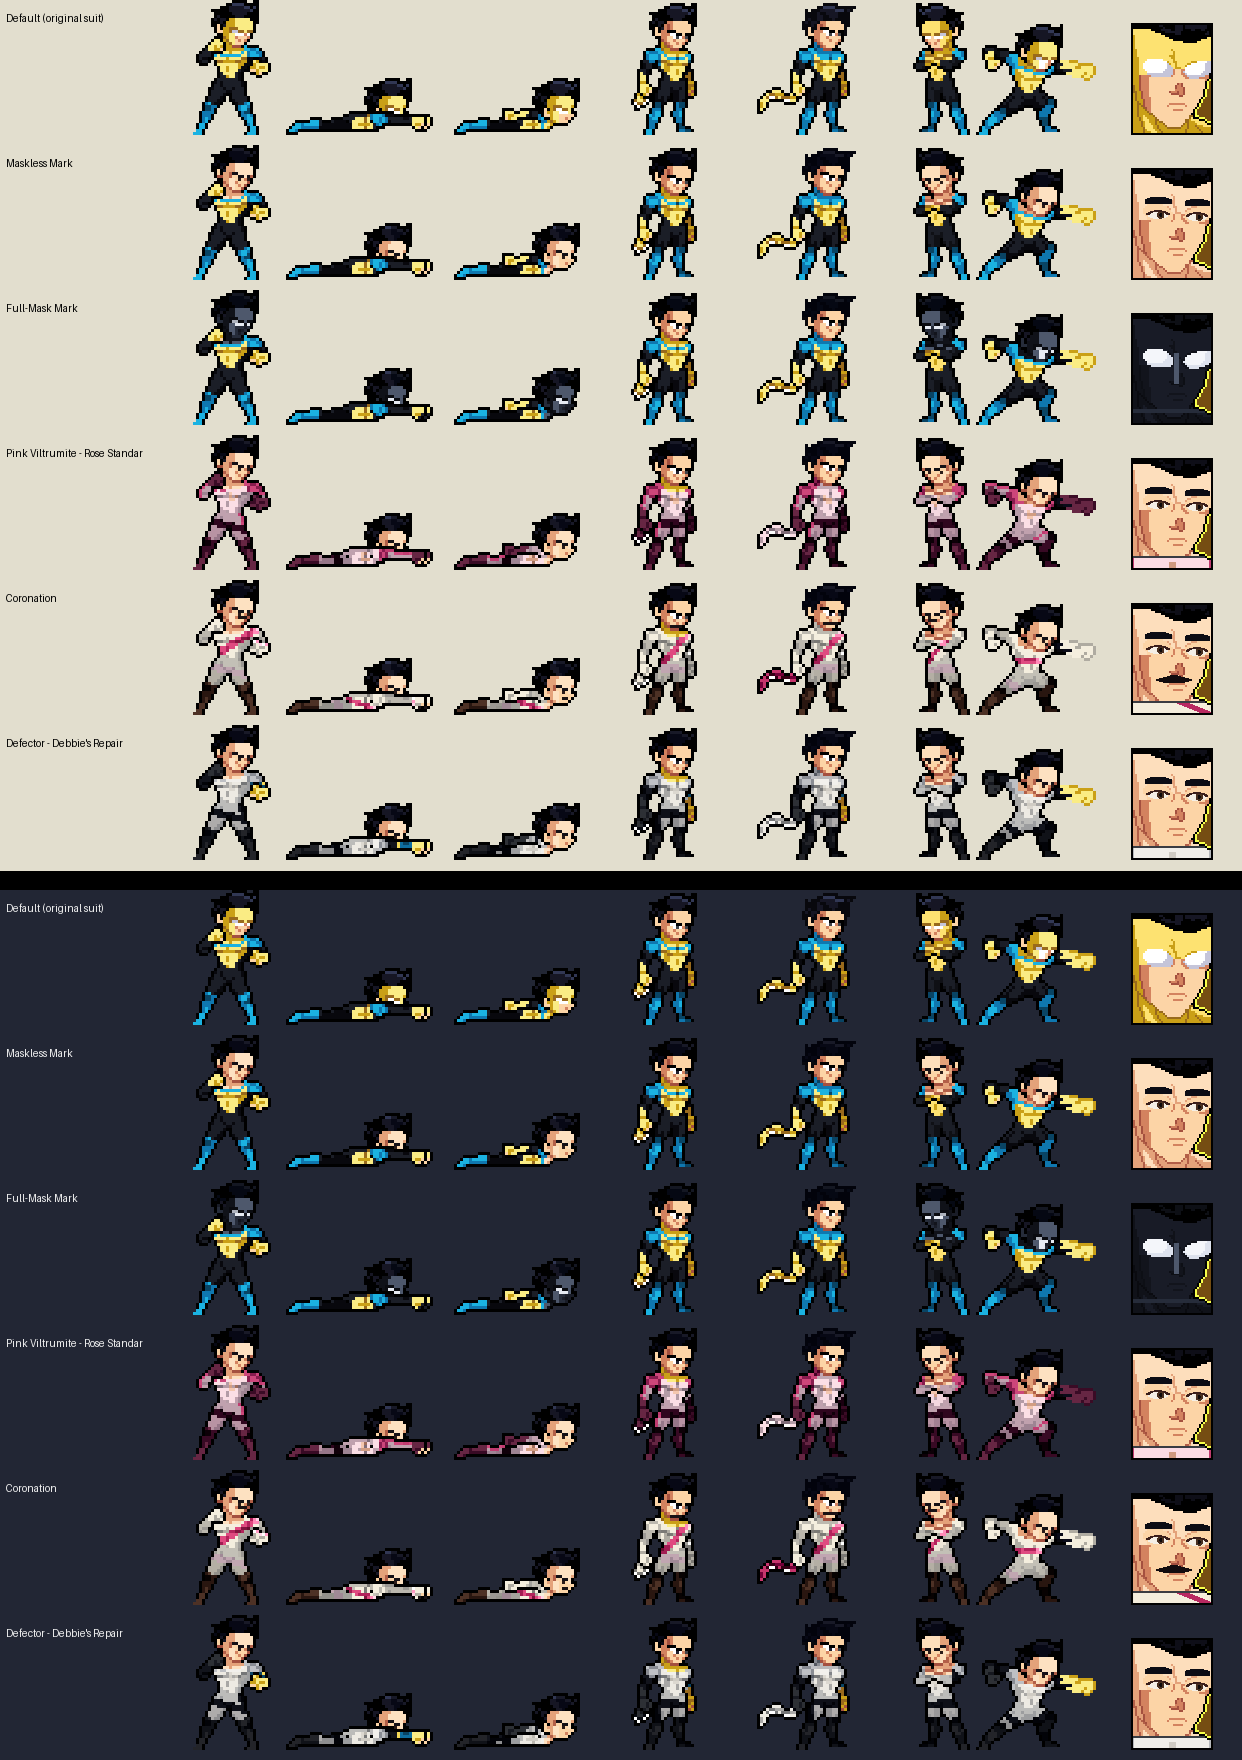 Default (original suit)
Maskless Mark
Full-Mask Mark
Pink Viltrumite - Rose Standar
Coronation
Defector - Debbie's Repair
Default (original suit)
Maskless Mark
Full-Mask Mark
Pink Viltrumite - Rose Standar
Coronation
Defector - Debbie's Repair